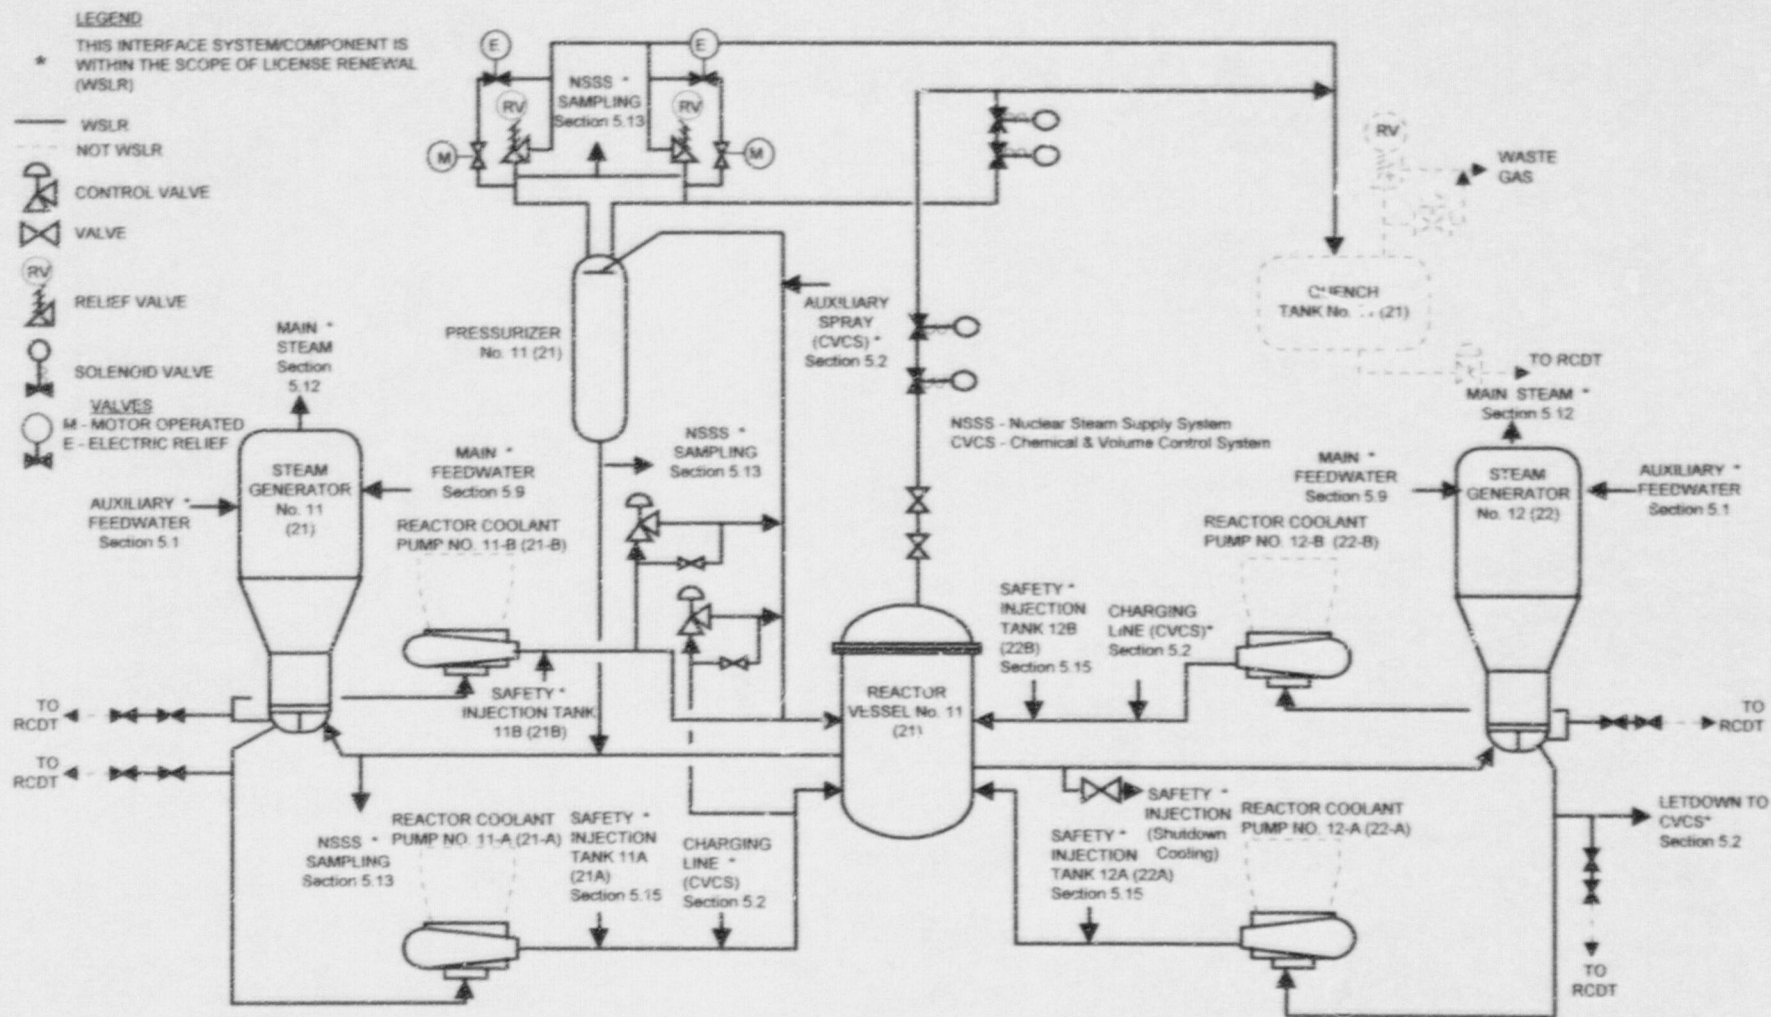 LEGEND
* THIS INTERFACE SYSTEM/COMPONENT IS
WITHIN THE SCOPE OF LICENSE RENEWAL
(WSLR)
WSLR
NOT WSLR
CONTROL VALVE
VALVE
RV
RELIEF VALVE
SOLENOID VALVE
VALVES
M - MOTOR OPERATED
E - ELECTRIC RELIEF
E
E
NSSS *
SAMPLING
Section 5.13
RV
RV
M
M
RV
WASTE
GAS
QUENCH
TANK No. (21)
TO RCDT
PRESSURIZER
No. 11 (21)
AUXILIARY
SPRAY
(CVCS) *
Section 5.2
MAIN *
STEAM
Section
5.12
STEAM
GENERATOR
No. 11
(21)
AUXILIARY *
FEEDWATER
Section 5.1
MAIN *
FEEDWATER
Section 5.9
NSSS *
SAMPLING
Section 5.13
NSSS - Nuclear Steam Supply System
CVCS - Chemical & Volume Control System
MAIN STEAM *
Section 5.12
MAIN *
FEEDWATER
Section 5.9
STEAM
GENERATOR
No. 12 (22)
AUXILIARY *
FEEDWATER
Section 5.1
REACTOR COOLANT
PUMP NO. 11-B (21-B)
REACTOR COOLANT
PUMP NO. 12-B (22-B)
SAFETY *
INJECTION
TANK 12B
(22B)
Section 5.15
CHARGING
LINE (CVCS)*
Section 5.2
TO
RCDT
TO
RCDT
SAFETY *
INJECTION TANK
11B (21B)
REACTOR
VESSEL No. 11
(21)
TO
RCDT
NSSS *
SAMPLING
Section 5.13
REACTOR COOLANT
PUMP NO. 11-A (21-A)
SAFETY *
INJECTION
TANK 11A
(21A)
Section 5.15
CHARGING
LINE *
(CVCS)
Section 5.2
SAFETY *
INJECTION
(Shutdown
Cooling)
SAFETY *
INJECTION
TANK 12A (22A)
Section 5.15
REACTOR COOLANT
PUMP NO. 12-A (22-A)
LETDOWN TO
CVCS*
Section 5.2
TO
RCDT